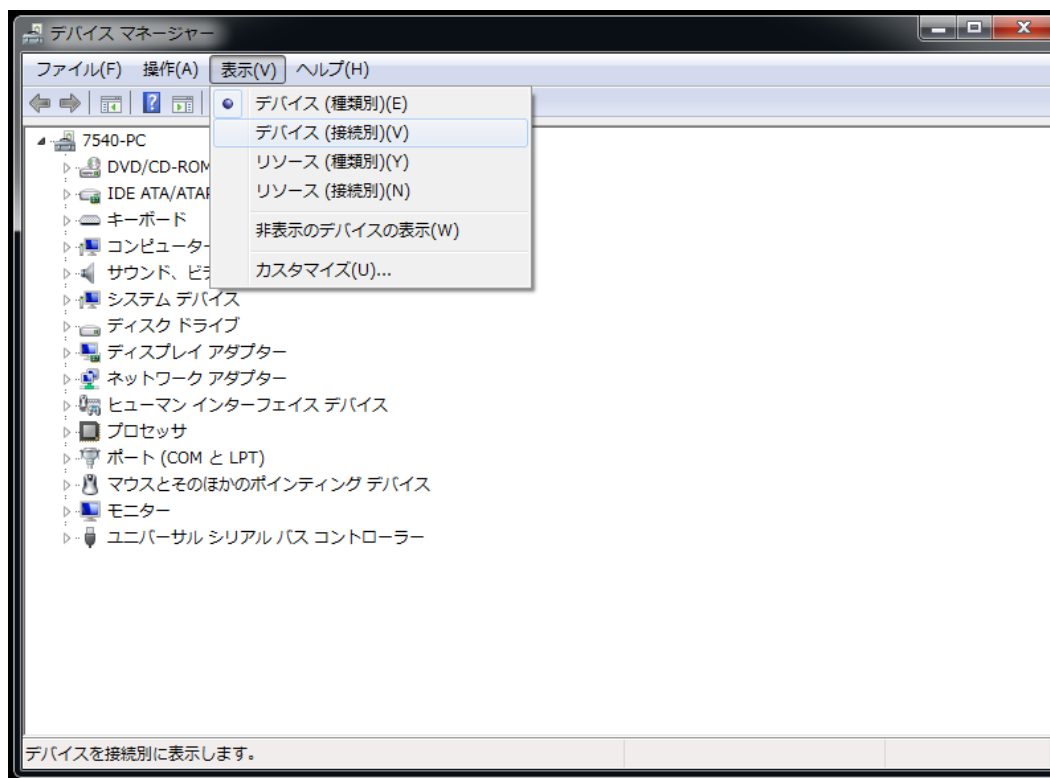 デバイス マネージャー
ファイル(F) 操作(A) 表示(V) ヘルプ(H)
デバイス (種類別)(E)
デバイス (接続別)(V)
リソース (種類別)(Y)
リソース (接続別)(N)
非表示のデバイスの表示(W)
カスタマイズ(U)...
7540-PC
DVD/CD-ROM
IDE ATA/ATAP
キーボード
コンピューター
サウンド、ビデ
システム デバイス
ディスク ドライブ
ディスプレイ アダプター
ネットワーク アダプター
ヒューマン インターフェイス デバイス
プロセッサ
ポート (COM と LPT)
マウスとそのほかのポインティング デバイス
モニター
ユニバーサル シリアル バス コントローラー
デバイスを接続別に表示します。